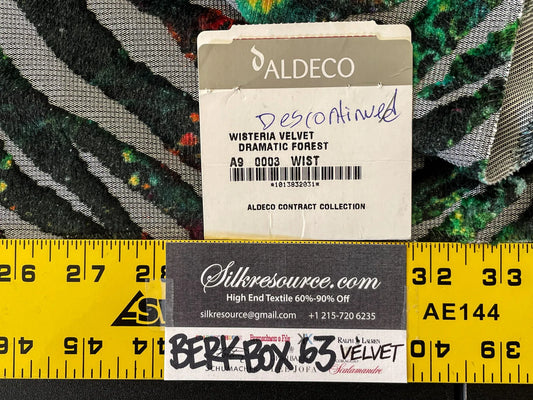 ALDECO
Descontinued
WISTERIA VELVET
DRAMATIC FOREST
A9 0003 WIST
*1013832031*
ALDECO CONTRACT COLLECTION
26 27 28 32 33
AE144
Silkresource.com
High End Textile 60%-90% Off
silkresource@gmail.com +1 215-720 6235
RALPH LAUREN
BERK BOX 63 VELVET
SCHUMAC JOFA Scalamandre